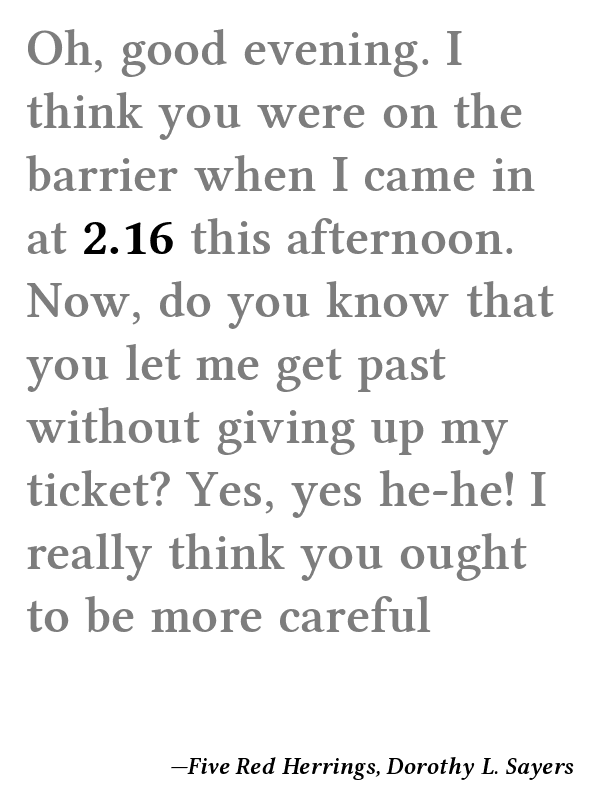 Oh, good evening. I
think you were on the
barrier when I came in
at 2.16 this afternoon.
Now, do you know that
you let me get past
without giving up my
ticket? Yes, yes he-he! I
really think you ought
to be more careful
—Five Red Herrings, Dorothy L. Sayers